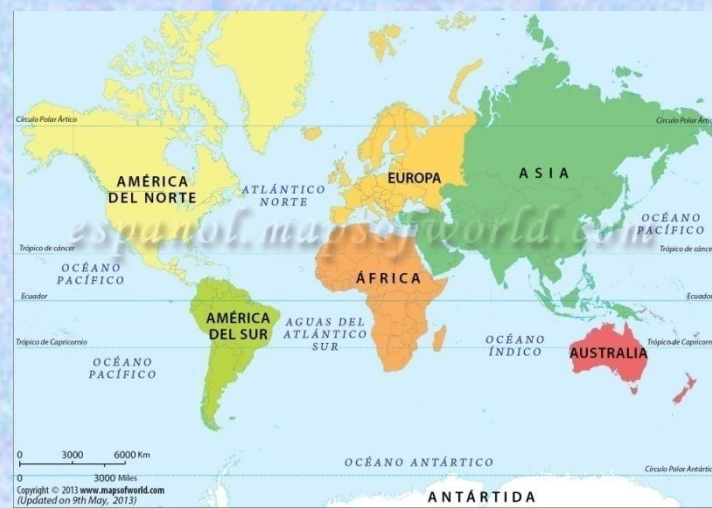 Círculo Polar Ártico
Círculo Polar Ártico
AMÉRICA
DEL NORTE
ATLÁNTICO
NORTE
EUROPA
ASIA
espanol.mapsofworld.com
OCÉANO
PACÍFICO
Trópico de cáncer
Trópico de cáncer
OCÉANO
PACÍFICO
ÁFRICA
Ecuador
Ecuador
AMÉRICA
DEL SUR
AGUAS DEL
ATLÁNTICO
SUR
OCÉANO
ÍNDICO
AUSTRALIA
Trópico de Capricornio
Trópico de Capricornio
OCÉANO
PACÍFICO
0 3000 6000 Km
0 3000 Miles
OCÉANO ANTÁRTICO
Círculo Polar Antártico
Copyright © 2013 www.mapsofworld.com
(Updated on 9th May, 2013)
ANTÁRTIDA